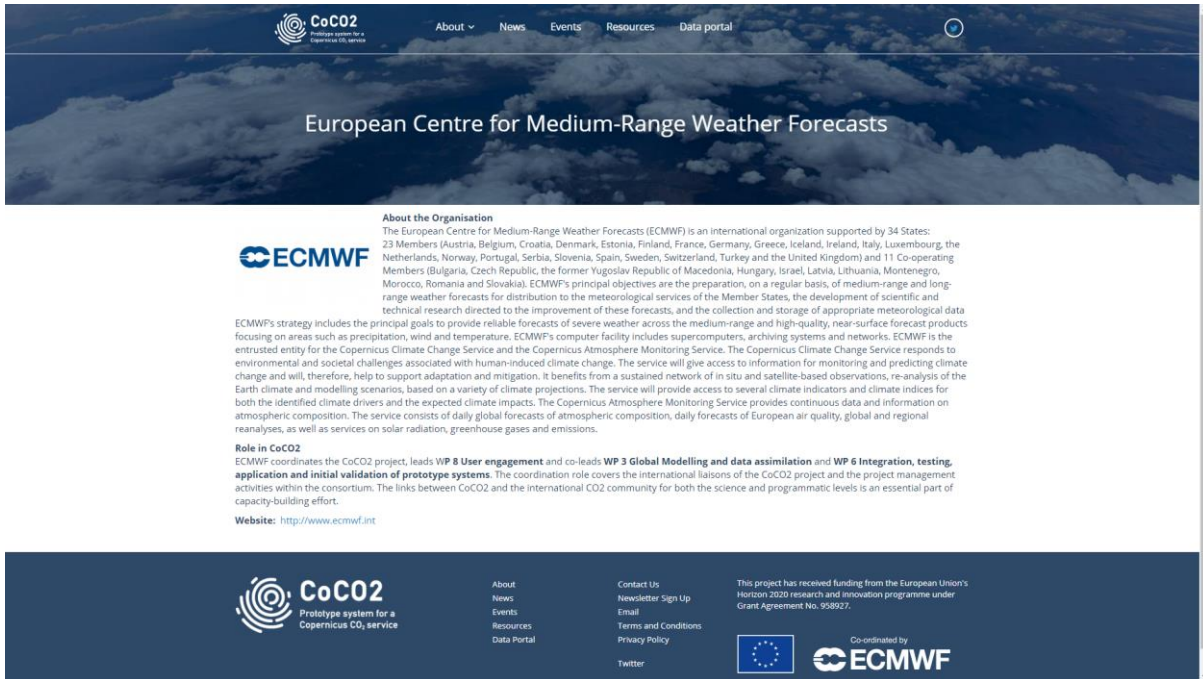 CoCO2
Prototype system for a
Copernicus CO₂ service
About News Events Resources Data portal
European Centre for Medium-Range Weather Forecasts
ECMWF
About the Organisation
The European Centre for Medium-Range Weather Forecasts (ECMWF) is an international organization supported by 34 States:
23 Members (Austria, Belgium, Croatia, Denmark, Estonia, Finland, France, Germany, Greece, Iceland, Ireland, Italy, Luxembourg, the
Netherlands, Norway, Portugal, Serbia, Slovenia, Spain, Sweden, Switzerland, Turkey and the United Kingdom) and 11 Co-operating
Members (Bulgaria, Czech Republic, the former Yugoslav Republic of Macedonia, Hungary, Israel, Latvia, Lithuania, Montenegro,
Morocco, Romania and Slovakia). ECMWF's principal objectives are the preparation, on a regular basis, of medium-range and long-
range weather forecasts for distribution to the meteorological services of the Member States, the development of scientific and
technical research directed to the improvement of these forecasts, and the collection and storage of appropriate meteorological data
ECMWF's strategy includes the principal goals to provide reliable forecasts of severe weather across the medium-range and high-quality, near-surface forecast products
focusing on areas such as precipitation, wind and temperature. ECMWF's computer facility includes supercomputers, archiving systems and networks. ECMWF is the
entrusted entity for the Copernicus Climate Change Service and the Copernicus Atmosphere Monitoring Service. The Copernicus Climate Change Service responds to
environmental and societal challenges associated with human-induced climate change. The service will give access to information for monitoring and predicting climate
change and will, therefore, help to support adaptation and mitigation. It benefits from a sustained network of in situ and satellite-based observations, re-analysis of the
Earth climate and modelling scenarios, based on a variety of climate projections. The service will provide access to several climate indicators and climate indices for
both the identified climate drivers and the expected climate impacts. The Copernicus Atmosphere Monitoring Service provides continuous data and information on
atmospheric composition. The service consists of daily global forecasts of atmospheric composition, daily forecasts of European air quality, global and regional
reanalyses, as well as services on solar radiation, greenhouse gases and emissions.
Role in CoCO2
ECMWF coordinates the CoCO2 project, leads WP 8 User engagement and co-leads WP 3 Global Modelling and data assimilation and WP 6 Integration, testing,
application and initial validation of prototype systems. The coordination role covers the international liaisons of the CoCO2 project and the project management
activities within the consortium. The links between CoCO2 and the international CO2 community for both the science and programmatic levels is an essential part of
capacity-building effort.
Website: http://www.ecmwf.int
CoCO2
Prototype system for a
Copernicus CO₂ service
About
News
Events
Resources
Data Portal
Contact Us
Newsletter Sign Up
Email
Terms and Conditions
Privacy Policy
Twitter
This project has received funding from the European Union's
Horizon 2020 research and innovation programme under
Grant Agreement No. 958927.
Co-ordinated by
ECMWF